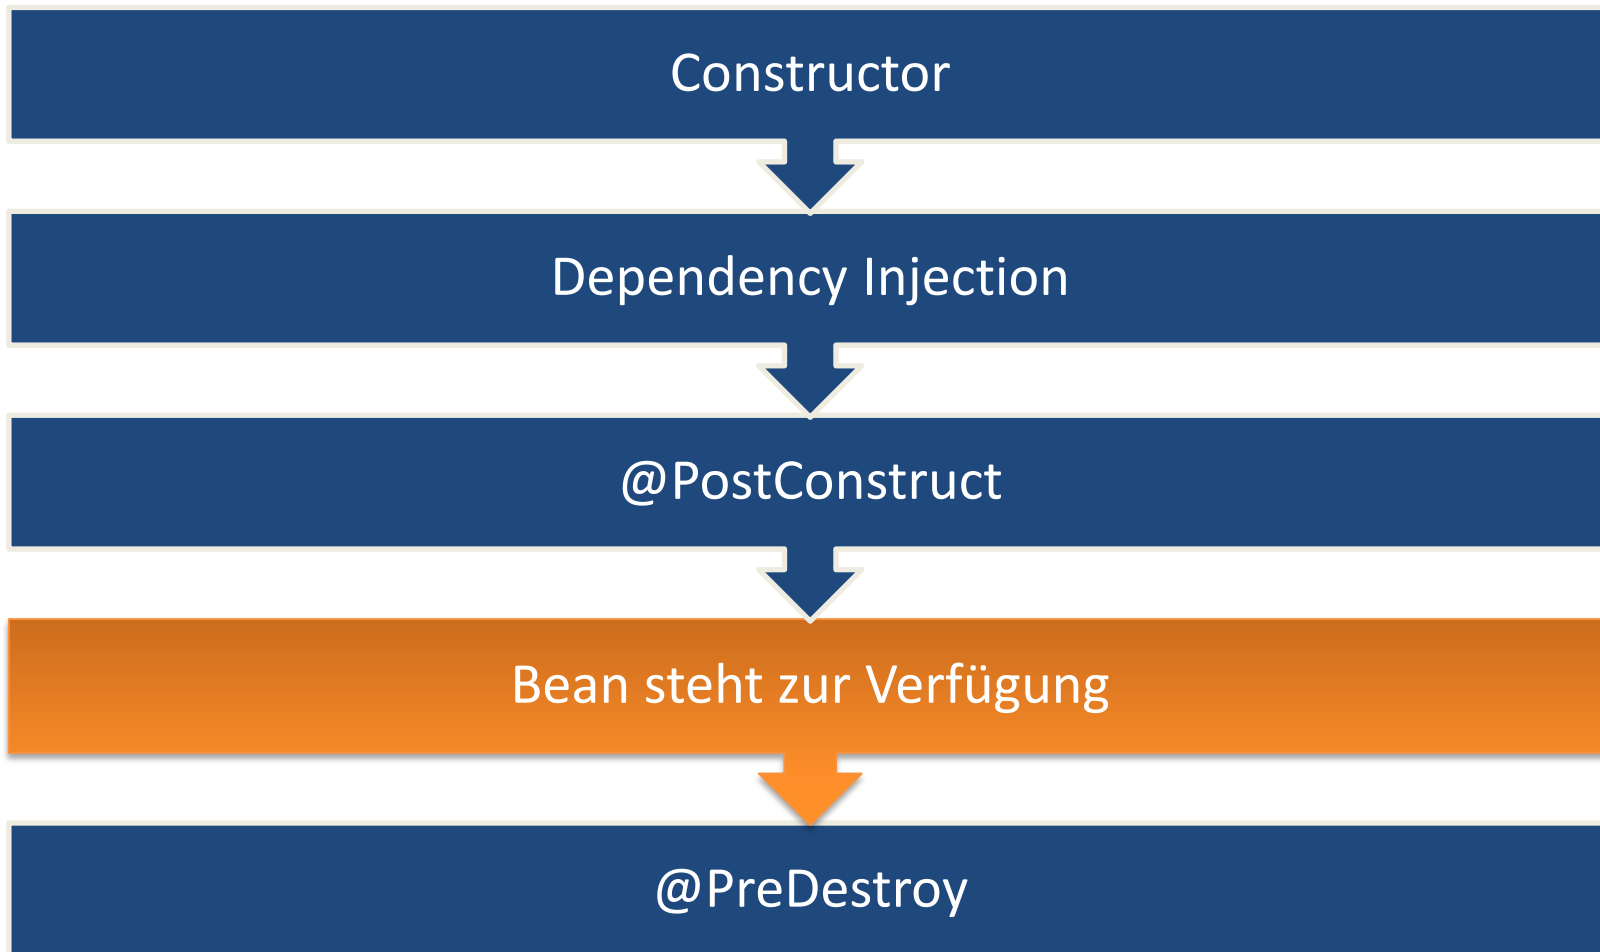 Constructor
Dependency Injection
@PostConstruct
Bean steht zur Verfügung
@PreDestroy